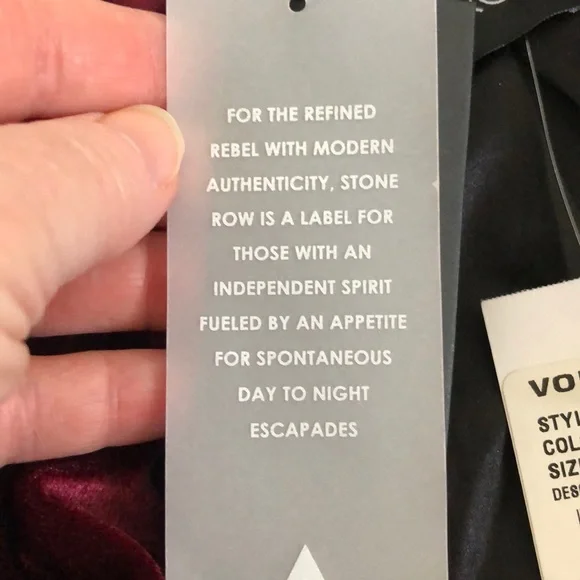 FOR THE REFINED
REBEL WITH MODERN
AUTHENTICITY, STONE
ROW IS A LABEL FOR
THOSE WITH AN
INDEPENDENT SPIRIT
FUELED BY AN APPETITE
FOR SPONTANEOUS
DAY TO NIGHT
ESCAPADES